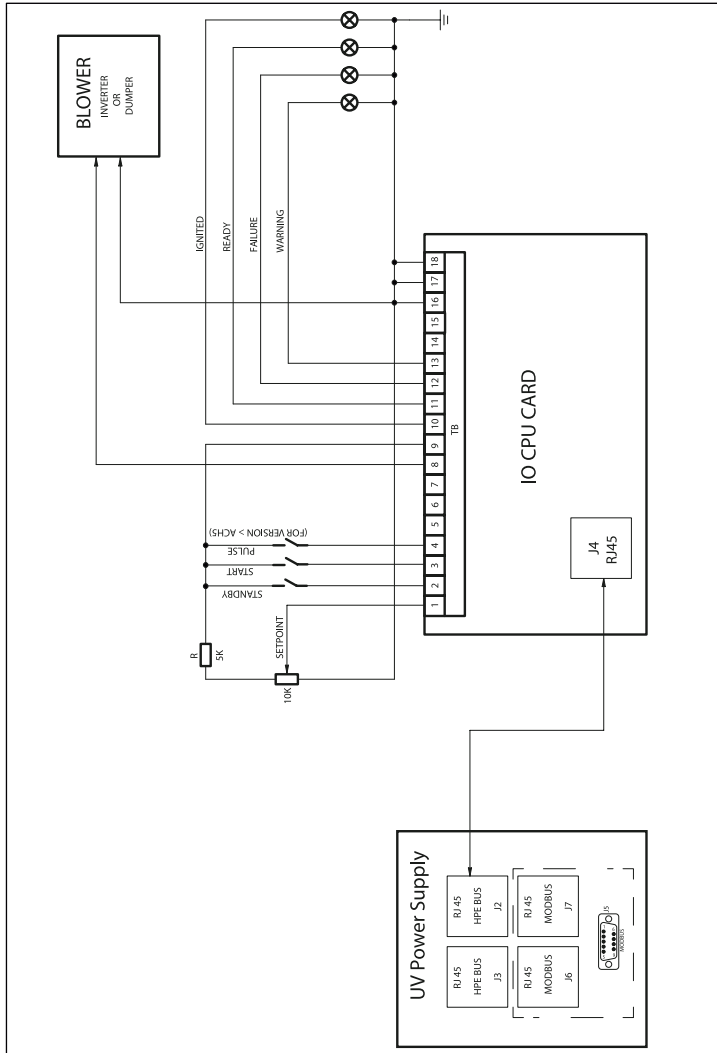 BLOWER
INVERTER
OR
DUMPER
IGNITED
READY
FAILURE
WARNING
18
17
16
15
14
13
12
11
10
9
8
7
6
5
4
3
2
1
TB
IO CPU CARD
J4
RJ45
(FOR VERSION > ACH5)
PULSE
START
STANDBY
SETPOINT
R
5K
10K
UV Power Supply
RJ 45
HPE BUS
J3
RJ 45
HPE BUS
J2
RJ 45
MODBUS
J6
RJ 45
MODBUS
J7
J5
MODBUS